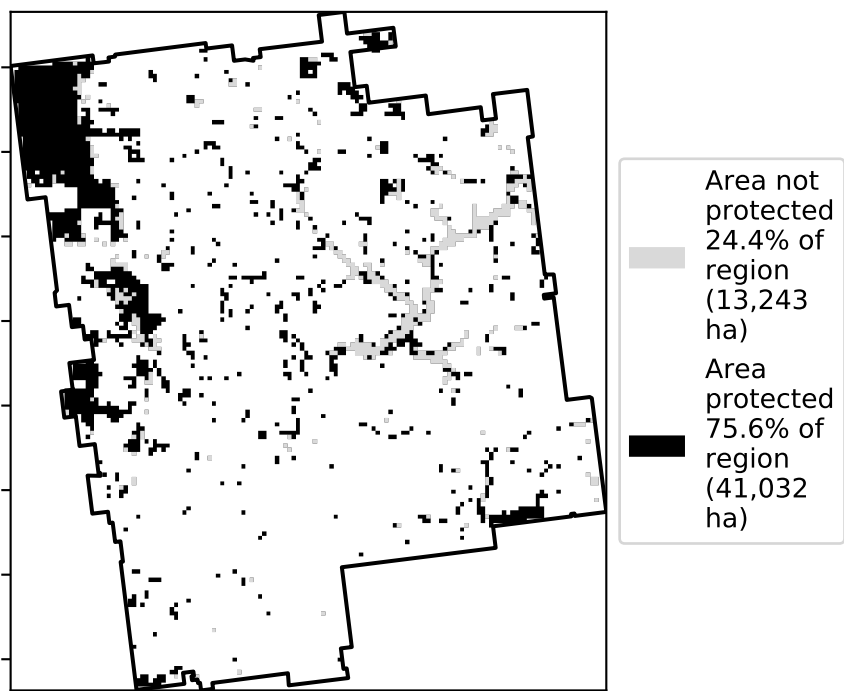 Area not
protected
24.4% of
region
(13,243
ha)
Area
protected
75.6% of
region
(41,032
ha)